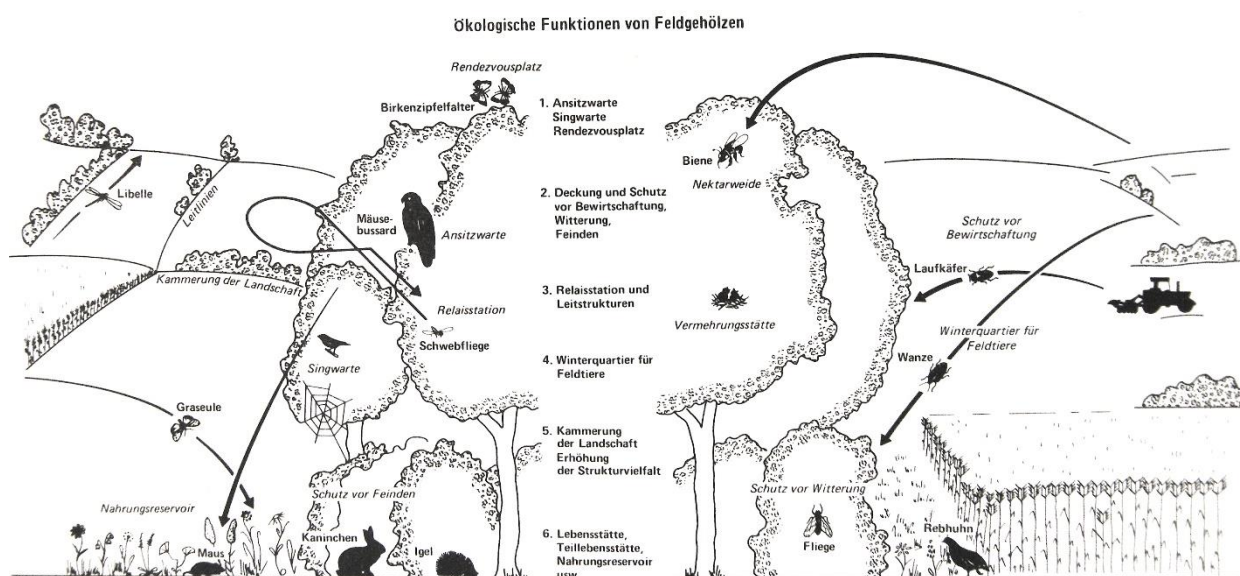 Ökologische Funktionen von Feldgehölzen
Rendezvousplatz
Birkenzipfelfalter
Libelle
Leitlinien
Kammerung der Landschaft
Mäuse-
bussard
Ansitzwarte
Relaisstation
Schwebfliege
Singwarte
Graseule
Nahrungsreservoir
Maus
Schutz vor Feinden
Kaninchen
Igel
1. Ansitzwarte
Singwarte
Rendezvousplatz
2. Deckung und Schutz
vor Bewirtschaftung,
Witterung,
Feinden
3. Relaisstation und
Leitstrukturen
4. Winterquartier für
Feldtiere
5. Kammerung
der Landschaft
Erhöhung
der Strukturvielfalt
6. Lebensstätte,
Teillebensstätte,
Nahrungsreservoir
usw.
Biene
Nektarweide
Vermehrungsstätte
Schutz vor
Bewirtschaftung
Laufkäfer
Winterquartier für
Feldtiere
Wanze
Schutz vor Witterung
Fliege
Rebhuhn